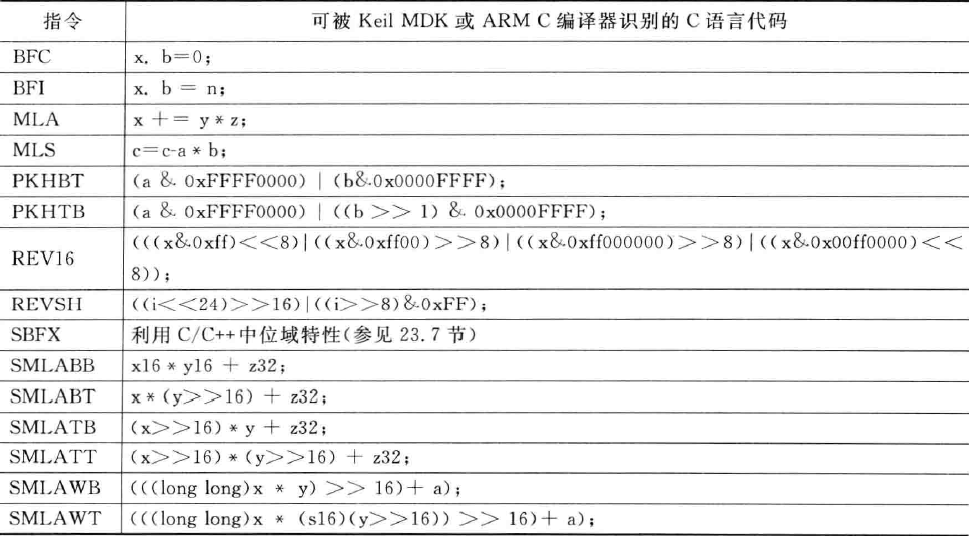 指令 可被 Keil MDK 或 ARM C 编译器识别的 C 语言代码
BFC x. b=0;
BFI x. b = n;
MLA x += y*z;
MLS c=c-a*b;
PKHBT (a & 0xFFFF0000) | (b&0x0000FFFF);
PKHTB (a & 0xFFFF0000) | ((b >> 1) & 0x0000FFFF);
REV16 (((x&0xff)<<8)|((x&0xff00)>>8)|((x&0xff000000)>>8)|((x&0x00ff0000)<<
8));
REVSH ((i<<24)>>16)|((i>>8)&0xFF);
SBFX 利用 C/C++中位域特性(参见 23.7 节)
SMLABB x16 * y16 + z32;
SMLABT x*(y>>16) + z32;
SMLATB (x>>16)*y + z32;
SMLATT (x>>16)*(y>>16) + z32;
SMLAWB (((long long)x * y) >> 16)+ a);
SMLAWT (((long long)x * (s16)(y>>16)) >> 16)+ a);